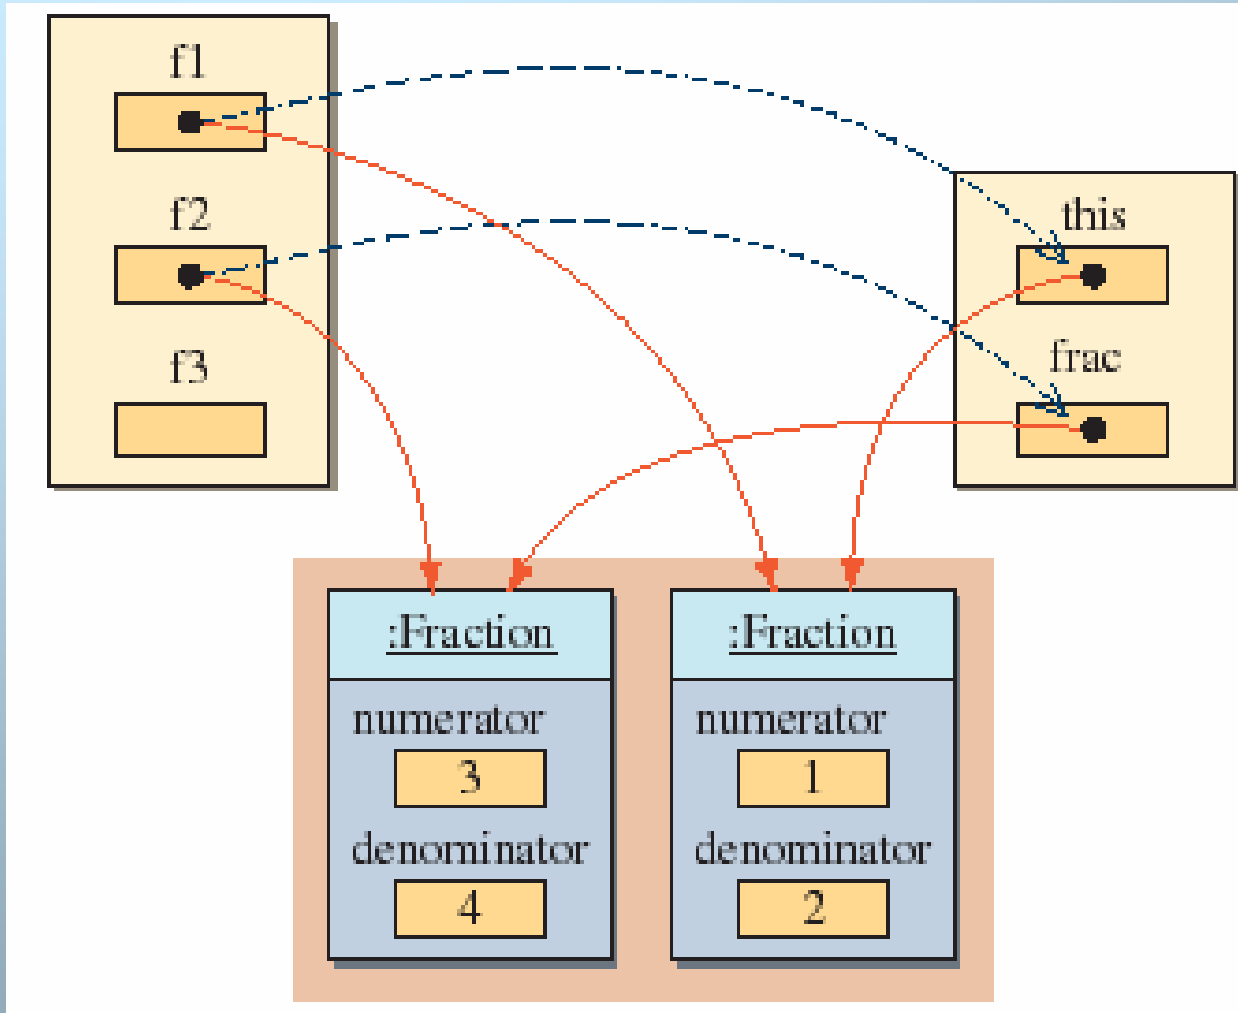 f1
f2
f3
this
frac
:Fraction
numerator
3
denominator
4
:Fraction
numerator
1
denominator
2